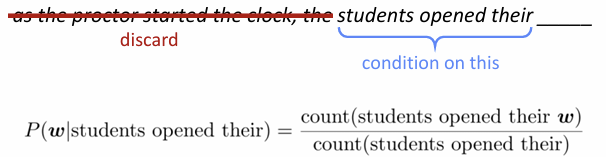 as the proctor started the clock, the students opened their _____
discard
condition on this
P(w|students opened their) = count(students opened their w) / count(students opened their)